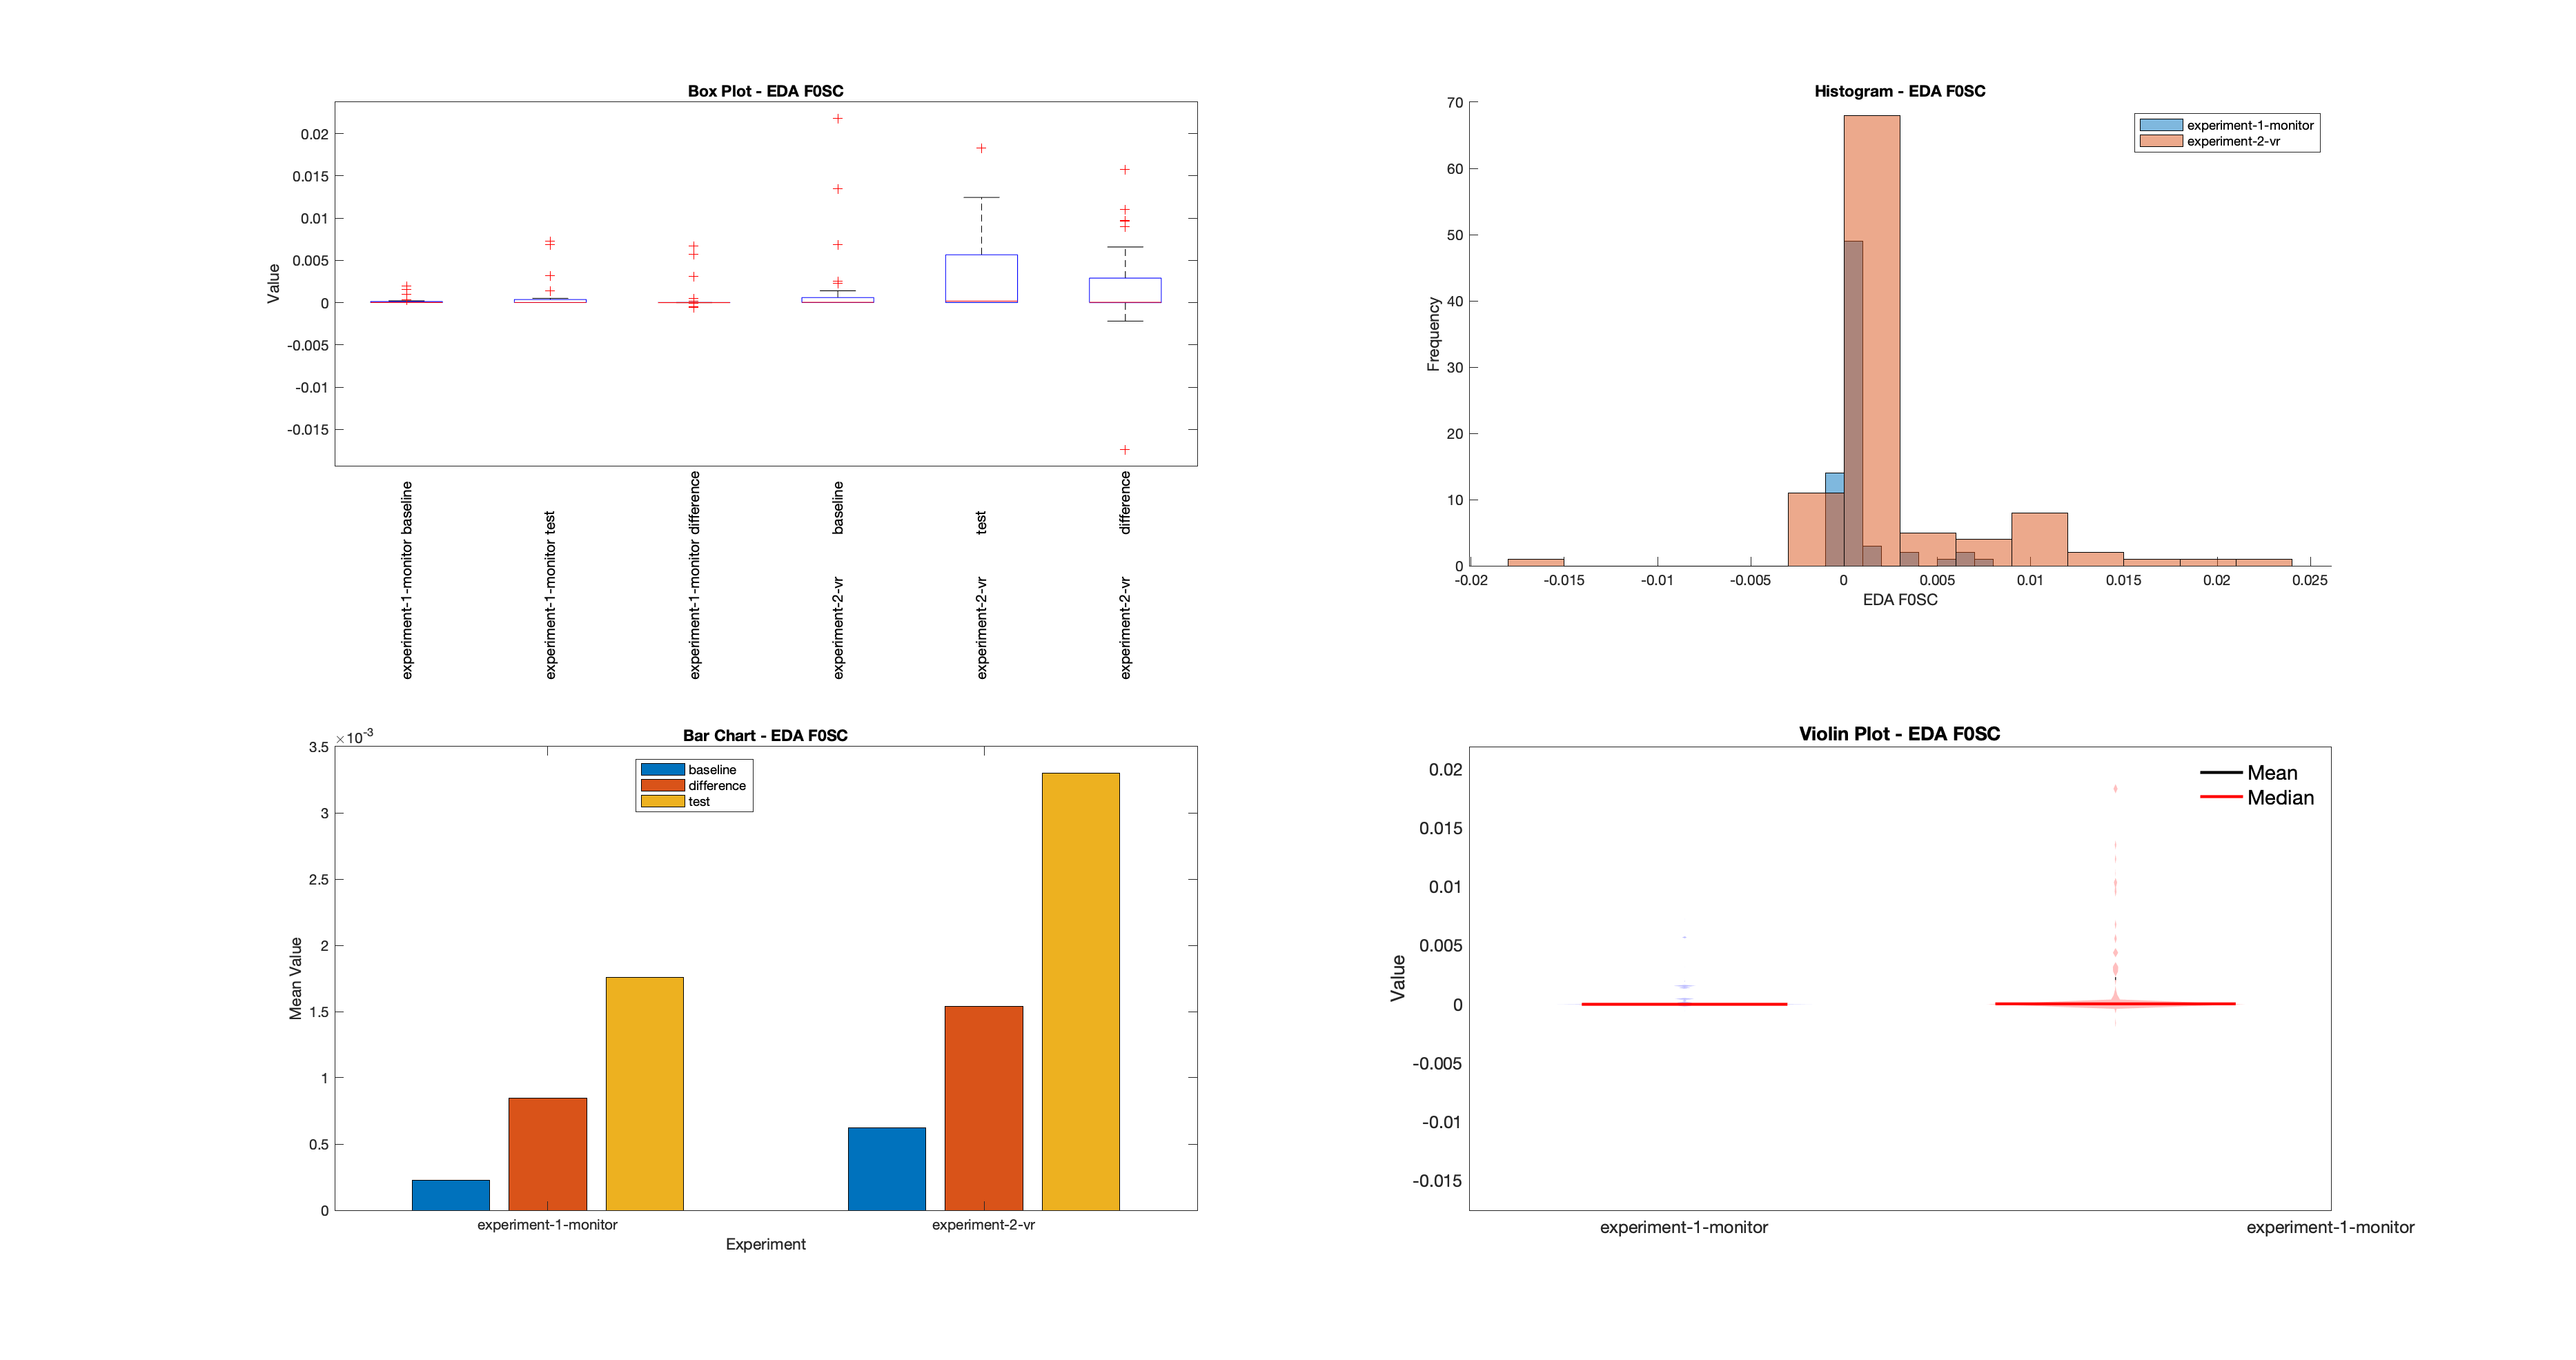 Box Plot - EDA F0SC
0.02
0.015
0.01
0.005
0
-0.005
-0.01
-0.015
Value
experiment-1-monitor baseline
experiment-1-monitor test
experiment-1-monitor difference
experiment-2-vr baseline
experiment-2-vr test
experiment-2-vr difference
Histogram - EDA F0SC
experiment-1-monitor
experiment-2-vr
70
60
50
40
30
20
10
0
Frequency
-0.02 -0.015 -0.01 -0.005 0 0.005 0.01 0.015 0.02 0.025
EDA F0SC
Bar Chart - EDA F0SC
×10-3
baseline
difference
test
3.5
3
2.5
2
1.5
1
0.5
0
Mean Value
experiment-1-monitor experiment-2-vr
Experiment
Violin Plot - EDA F0SC
Mean
Median
0.02
0.015
0.01
0.005
0
-0.005
-0.01
-0.015
Value
experiment-1-monitor experiment-1-monitor